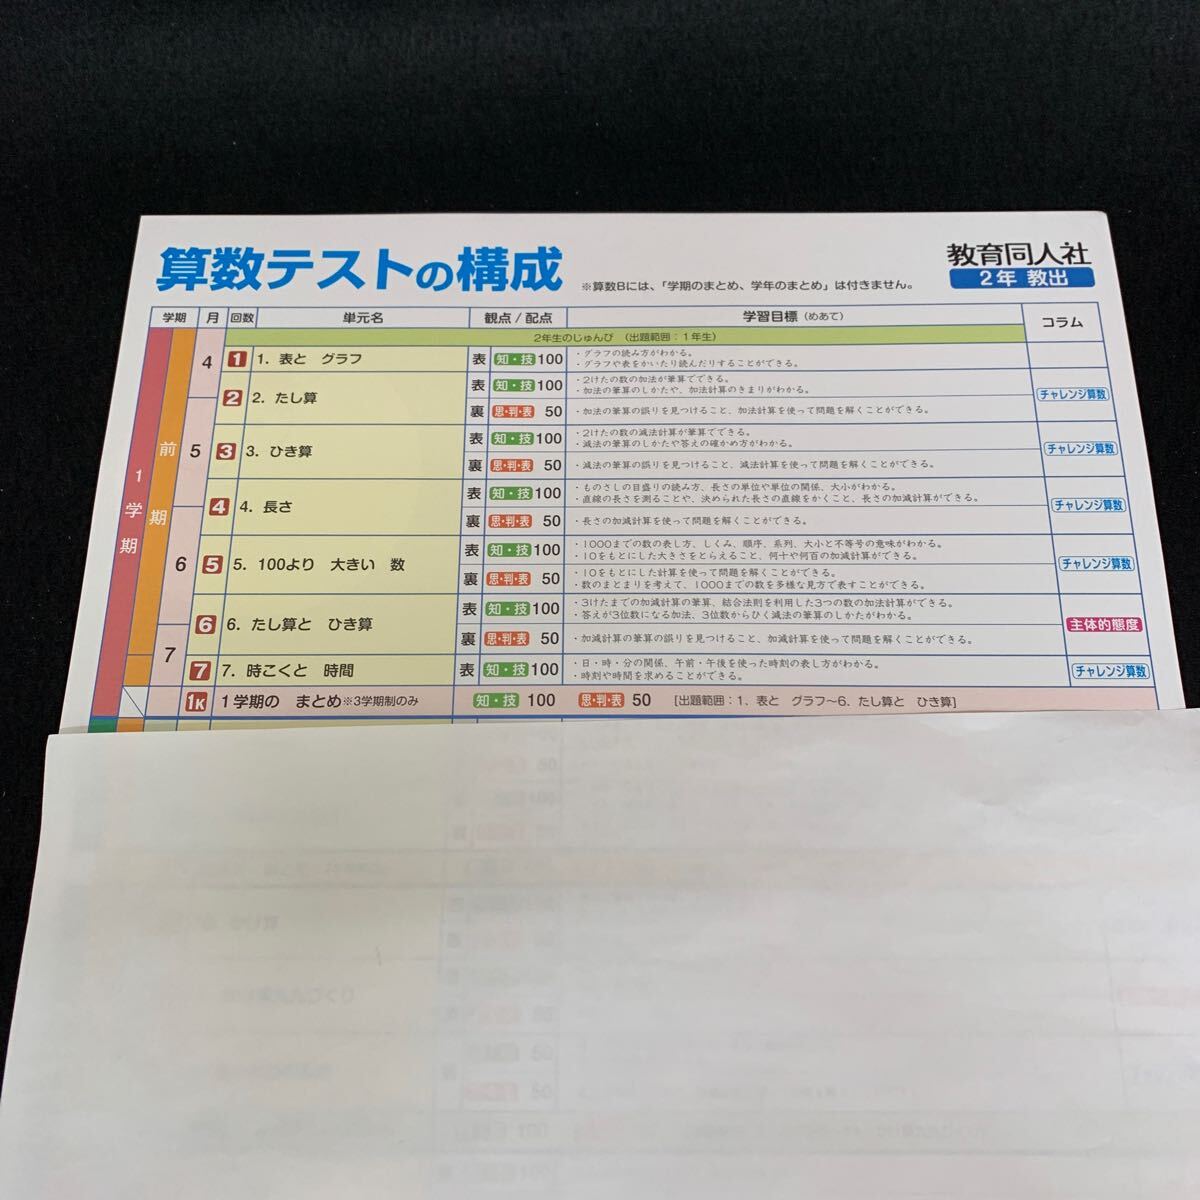 算数テストの構成
※算数Bには、「学期のまとめ、学年のまとめ」は付きません。
教育同人社
2年 教出
学期 月 回数 単元名 観点/配点 学習目標(めあて) コラム
2年生のじゅんび (出題範囲:1年生)
1学期
前期
4
1 1. 表と グラフ 表 知・技 100
・グラフの読み方がわかる。
・グラフや表をかいたり読んだりすることができる。
2 2. たし算 表 知・技 100
・2けたの数の加法が筆算でできる。
・加法の筆算のしかたや、加法計算のきまりがわかる。
裏 思・判・表 50
・加法の筆算の誤りを見つけること、加法計算を使って問題を解くことができる。
チャレンジ算数
5
3 3. ひき算 表 知・技 100
・2けたの数の減法計算が筆算でできる。
・減法の筆算のしかたや答えの確かめ方がわかる。
裏 思・判・表 50
・減法の筆算の誤りを見つけること、減法計算を使って問題を解くことができる。
チャレンジ算数
4 4. 長さ 表 知・技 100
・ものさしの目盛りの読み方、長さの単位や単位の関係、大小がわかる。
・直線の長さを測ることや、決められた長さの直線をかくこと、長さの加減計算ができる。
裏 思・判・表 50
・長さの加減計算を使って問題を解くことができる。
チャレンジ算数
6
5 5. 100より 大きい 数 表 知・技 100
・1000までの数の表し方、しくみ、順序、系列、大小と不等号の意味がわかる。
・10をもとにした大きさをとらえること、何十や何百の加減計算ができる。
裏 思・判・表 50
・10をもとにした計算を使って問題を解くことができる。
・数のまとまりを考えて、1000までの数を多様な見方で表すことができる。
チャレンジ算数
6 6. たし算と ひき算 表 知・技 100
・3けたまでの加減計算の筆算、結合法則を利用した3つの数の加法計算ができる。
・答えが3位数になる加法、3位数からひく減法の筆算のしかたがわかる。
裏 思・判・表 50
・加減計算の筆算の誤りを見つけること、加減計算を使って問題を解くことができる。
主体的態度
7
7 7. 時こくと 時間 表 知・技 100
・日・時・分の関係、午前・午後を使った時刻の表し方がわかる。
・時刻や時間を求めることができる。
チャレンジ算数
1K 1学期の まとめ※3学期制のみ 知・技 100 思・判・表 50 [出題範囲:1. 表と グラフ〜6. たし算と ひき算]